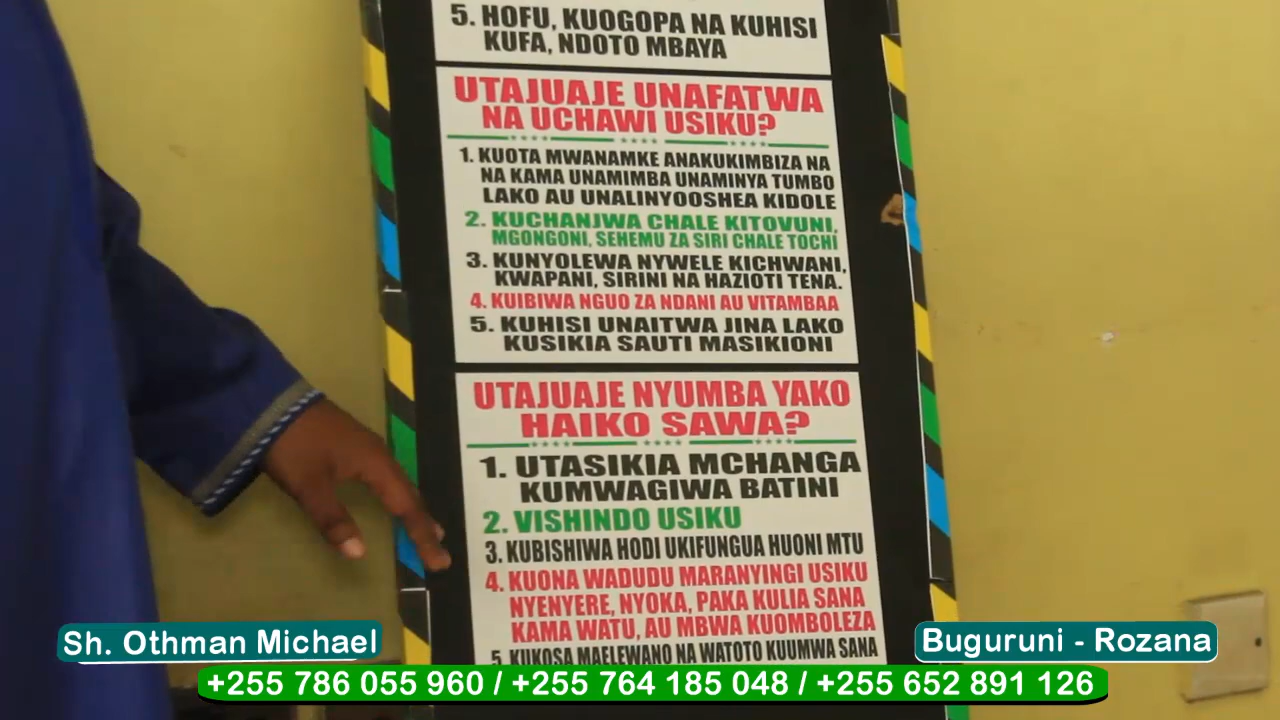 5. HOFU, KUOGOPA NA KUHISI
KUFA, NDOTO MBAYA
UTAJUAJE UNAFATWA
NA UCHAWI USIKU?
1. KUOTA MWANAMKE ANAKUKIMBIZA NA
NA KAMA UNAMIMBA UNAMINYA TUMBO
LAKO AU UNALINYOOSHEA KIDOLE
2. KUCHANJWA CHALE KITOVUNI,
MGONGONI, SEHEMU ZA SIRI CHALE TOCHI
3. KUNYOLEWA NYWELE KICHWANI,
KWAPANI, SIRINI NA HAZIOTI TENA.
4. KUIBIWA NGUO ZA NDANI AU VITAMBAA
5. KUHISI UNAITWA JINA LAKO
KUSIKIA SAUTI MASIKIONI
UTAJUAJE NYUMBA YAKO
HAIKO SAWA?
1. UTASIKIA MCHANGA
KUMWAGIWA BATINI
2. VISHINDO USIKU
3. KUBISHIWA HODI UKIFUNGUA HUONI MTU
4. KUONA WADUDU MARANYINGI USIKU
NYENYERE, NYOKA, PAKA KULIA SANA
KAMA WATU, AU MBWA KUOMBOLEZA
5. KUKOSA MAELEWANO NA WATOTO KUUMWA SANA
Sh. Othman Michael
Buguruni - Rozana
+255 786 055 960 / +255 764 185 048 / +255 652 891 126